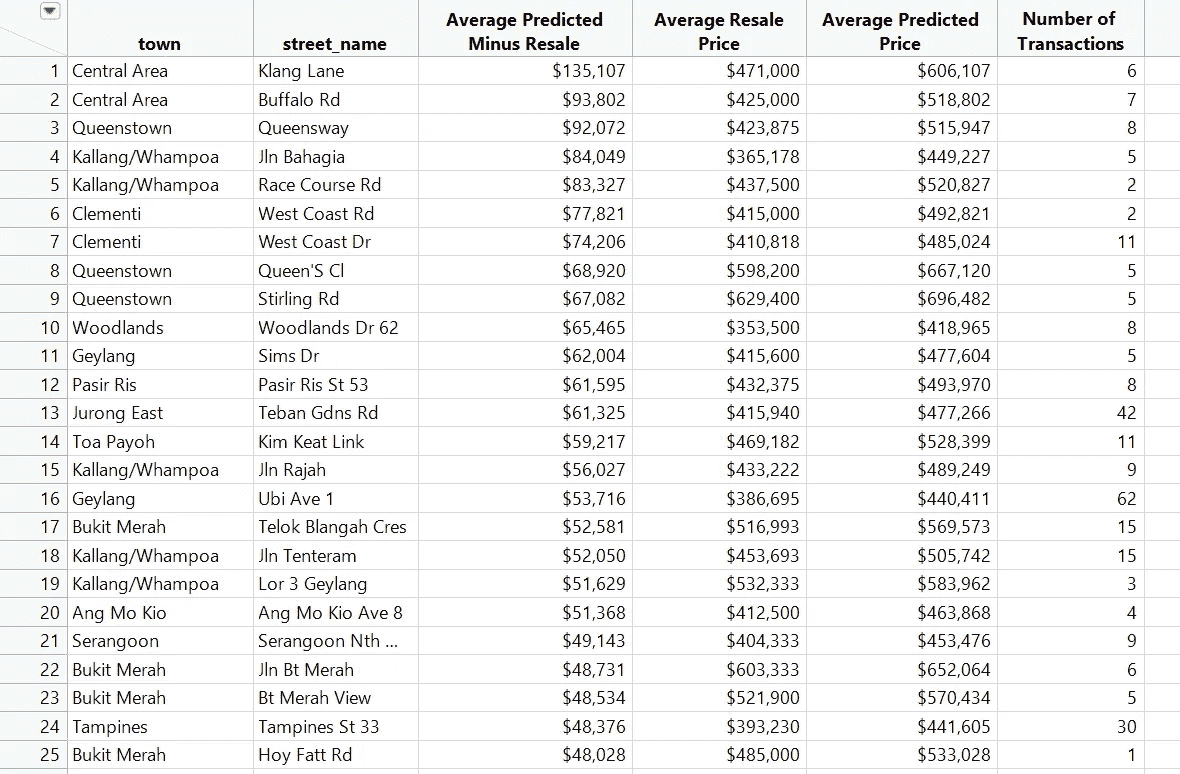 town street_name Average Predicted Minus Resale Average Resale Price Average Predicted Price Number of Transactions
1 Central Area Klang Lane $135,107 $471,000 $606,107 6
2 Central Area Buffalo Rd $93,802 $425,000 $518,802 7
3 Queenstown Queensway $92,072 $423,875 $515,947 8
4 Kallang/Whampoa Jln Bahagia $84,049 $365,178 $449,227 5
5 Kallang/Whampoa Race Course Rd $83,327 $437,500 $520,827 2
6 Clementi West Coast Rd $77,821 $415,000 $492,821 2
7 Clementi West Coast Dr $74,206 $410,818 $485,024 11
8 Queenstown Queen'S Cl $68,920 $598,200 $667,120 5
9 Queenstown Stirling Rd $67,082 $629,400 $696,482 5
10 Woodlands Woodlands Dr 62 $65,465 $353,500 $418,965 8
11 Geylang Sims Dr $62,004 $415,600 $477,604 5
12 Pasir Ris Pasir Ris St 53 $61,595 $432,375 $493,970 8
13 Jurong East Teban Gdns Rd $61,325 $415,940 $477,266 42
14 Toa Payoh Kim Keat Link $59,217 $469,182 $528,399 11
15 Kallang/Whampoa Jln Rajah $56,027 $433,222 $489,249 9
16 Geylang Ubi Ave 1 $53,716 $386,695 $440,411 62
17 Bukit Merah Telok Blangah Cres $52,581 $516,993 $569,573 15
18 Kallang/Whampoa Jln Tenteram $52,050 $453,693 $505,742 15
19 Kallang/Whampoa Lor 3 Geylang $51,629 $532,333 $583,962 3
20 Ang Mo Kio Ang Mo Kio Ave 8 $51,368 $412,500 $463,868 4
21 Serangoon Serangoon Nth ... $49,143 $404,333 $453,476 9
22 Bukit Merah Jln Bt Merah $48,731 $603,333 $652,064 6
23 Bukit Merah Bt Merah View $48,534 $521,900 $570,434 5
24 Tampines Tampines St 33 $48,376 $393,230 $441,605 30
25 Bukit Merah Hoy Fatt Rd $48,028 $485,000 $533,028 1